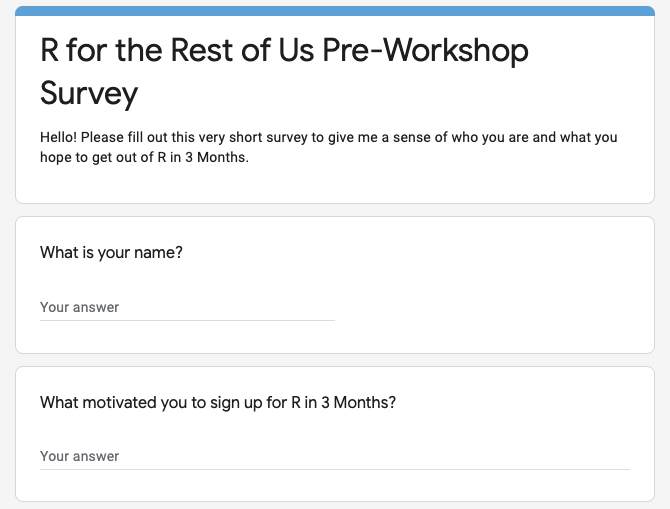 R for the Rest of Us Pre-Workshop
Survey
Hello! Please fill out this very short survey to give me a sense of who you are and what you
hope to get out of R in 3 Months.
What is your name?
Your answer
What motivated you to sign up for R in 3 Months?
Your answer